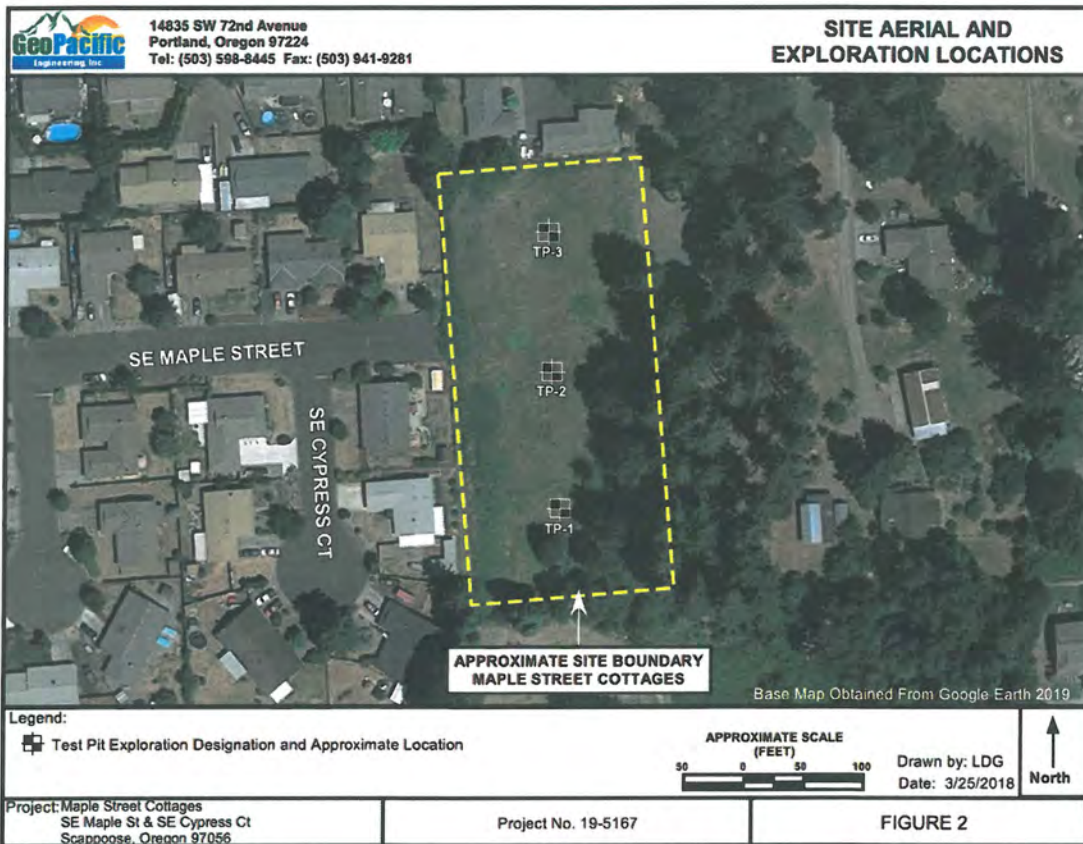 GeoPacific
Engineering, Inc
14835 SW 72nd Avenue
Portland, Oregon 97224
Tel: (503) 598-8445 Fax: (503) 941-9281
SITE AERIAL AND
EXPLORATION LOCATIONS
TP-3
SE MAPLE STREET
TP-2
SE CYPRESS CT
TP-1
APPROXIMATE SITE BOUNDARY
MAPLE STREET COTTAGES
Base Map Obtained From Google Earth 2019
Legend:
Test Pit Exploration Designation and Approximate Location
APPROXIMATE SCALE
(FEET)
50 0 50 100
Drawn by: LDG
Date: 3/25/2018
North
Project: Maple Street Cottages
SE Maple St & SE Cypress Ct
Scappoose, Oregon 97056
Project No. 19-5167
FIGURE 2